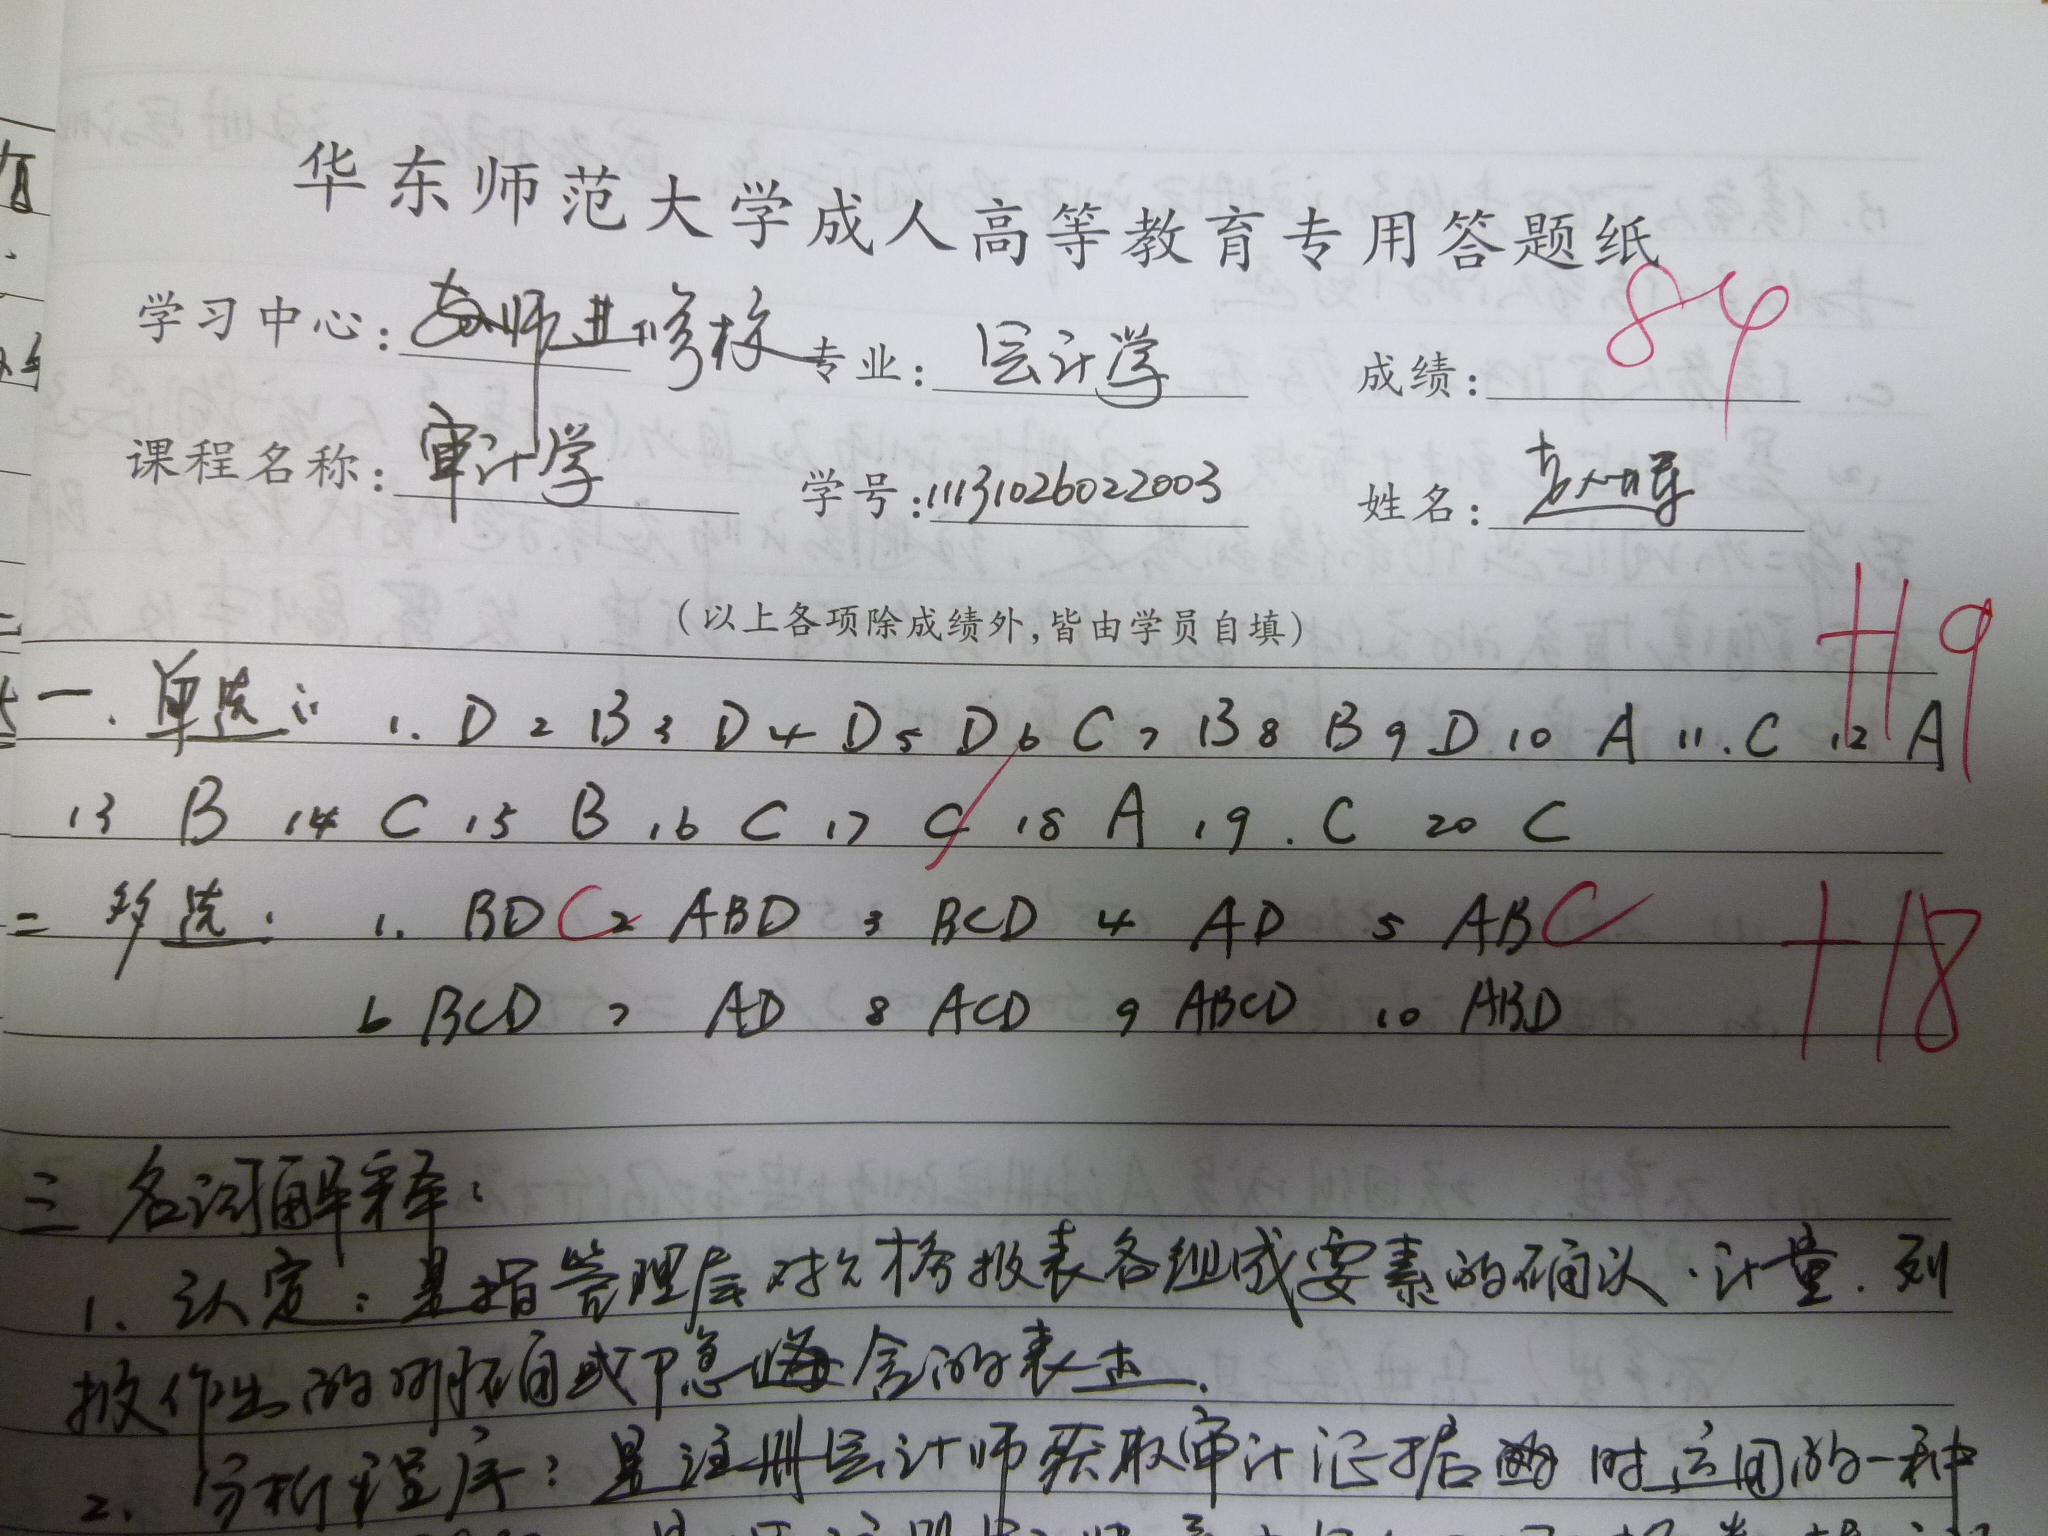 华东师范大学成人高等教育专用答题纸
学习中心: 师进修校 专业: 会计学 成绩: 84
课程名称: 审计学 学号: 11131026022003 姓名:
(以上各项除成绩外,皆由学员自填)
+19
一. 单选: 1. D 2 B 3 D 4 D 5 D 6 C 7 B 8 B 9 D 10 A 11. C 12 A
13 B 14 C 15 B 16 C 17 C 18 A 19. C 20 C
二 多选: 1. BDC 2 ABD 3 BCD 4 AD 5 ABC +18
6 BCD 7 AD 8 ACD 9 ABCD 10 ABD
三 名词解释:
1. 认定: 是指管理层对 报表各组成要素的确认.计量.列
报作出的明确或隐含的表达.
2. 分析程序: 是注册会计师获取审计证据时运用的一种